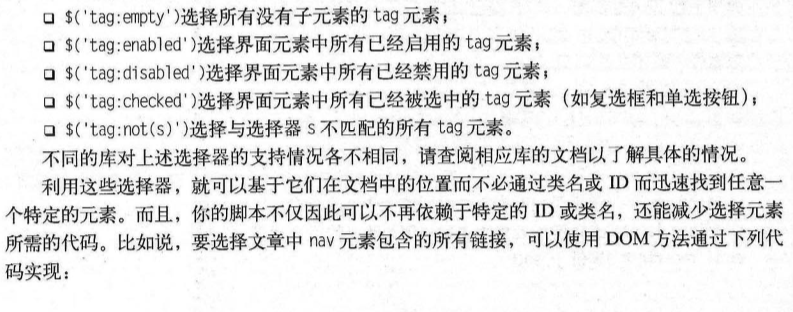 ❑ $('tag:empty')选择所有没有子元素的 tag 元素；
❑ $('tag:enabled')选择界面元素中所有已经启用的 tag 元素；
❑ $('tag:disabled')选择界面元素中所有已经禁用的 tag 元素；
❑ $('tag:checked')选择界面元素中所有已经被选中的 tag 元素（如复选框和单选按钮）；
❑ $('tag:not(s)')选择与选择器 s 不匹配的所有 tag 元素。
不同的库对上述选择器的支持情况各不相同，请查阅相应库的文档以了解具体的情况。
利用这些选择器，就可以基于它们在文档中的位置而不必通过类名或 ID 而迅速找到任意一
个特定的元素。而且，你的脚本不仅因此可以不再依赖于特定的 ID 或类名，还能减少选择元素
所需的代码。比如说，要选择文章中 nav 元素包含的所有链接，可以使用 DOM 方法通过下列代
码实现：